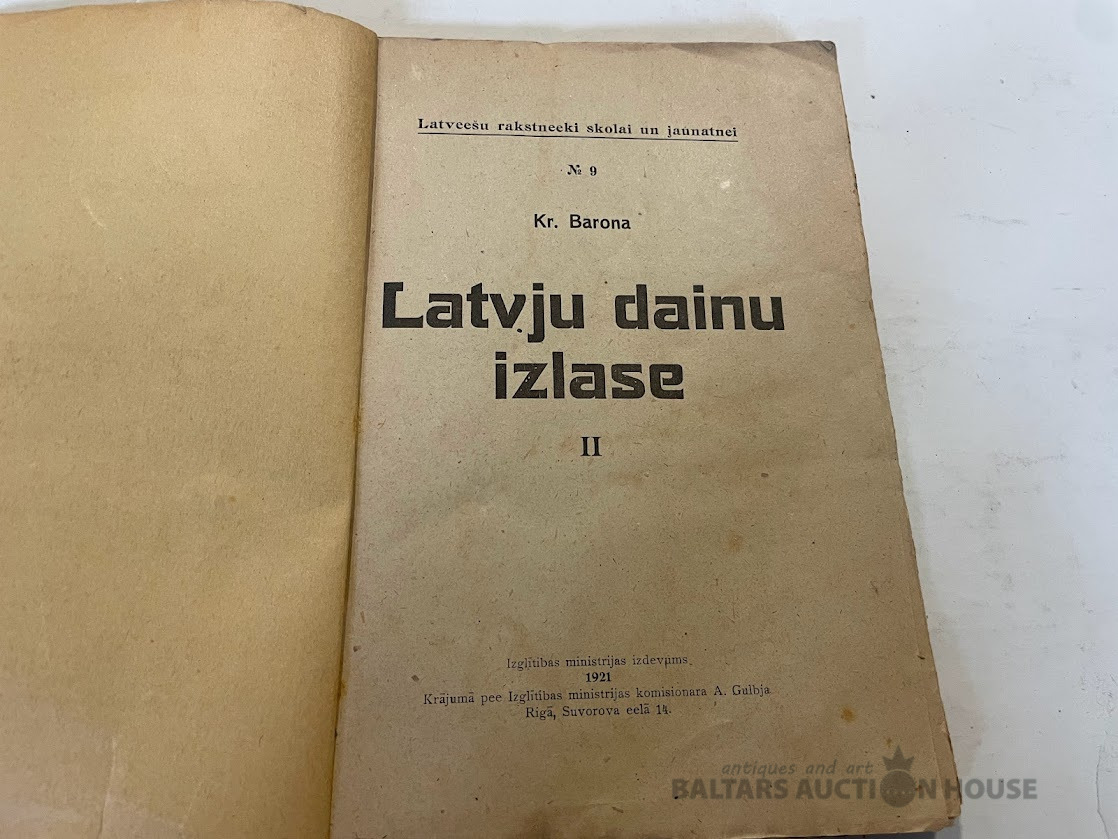 Latveešu rakstneeki skolai un jaunatnei
№ 9
Kr. Barona
Latvju dainu
izlase
II
Izglītības ministrijas izdevums
1921
Krājumā pee Izglītības ministrijas komisionara A. Gulbja
Rigā, Suvorova eelā 14.
antiques and art
BALTARS AUCTION HOUSE